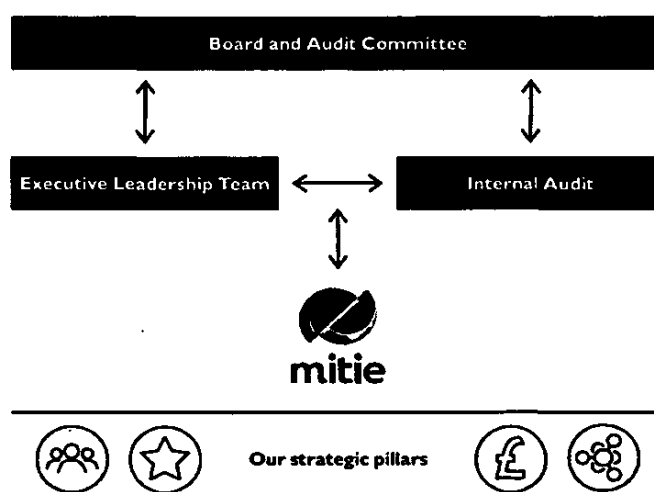 Board and Audit Committee
Executive Leadership Team
Internal Audit
mitie
Our strategic pillars
£